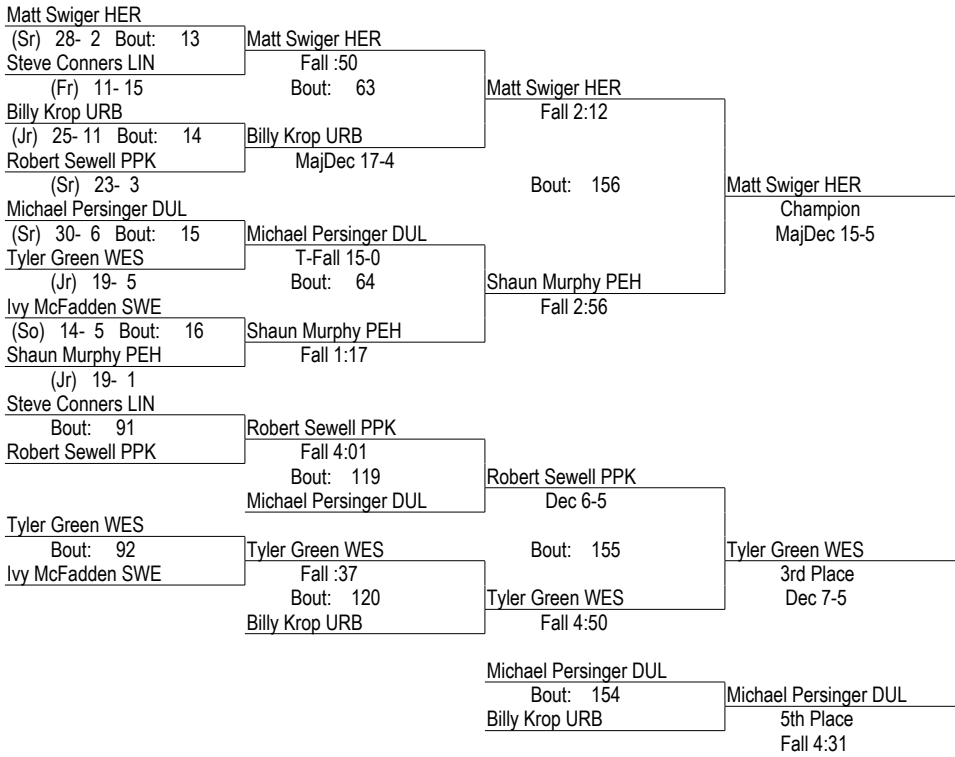 Matt Swiger HER
(Sr) 28- 2 Bout: 13 Matt Swiger HER
Steve Conners LIN Fall :50
(Fr) 11- 15 Bout: 63 Matt Swiger HER
Billy Krop URB Fall 2:12
(Jr) 25- 11 Bout: 14 Billy Krop URB
Robert Sewell PPK MajDec 17-4
(Sr) 23- 3 Bout: 156 Matt Swiger HER
Michael Persinger DUL Champion
(Sr) 30- 6 Bout: 15 Michael Persinger DUL MajDec 15-5
Tyler Green WES T-Fall 15-0
(Jr) 19- 5 Bout: 64 Shaun Murphy PEH
Ivy McFadden SWE Fall 2:56
(So) 14- 5 Bout: 16 Shaun Murphy PEH
Shaun Murphy PEH Fall 1:17
(Jr) 19- 1
Steve Conners LIN
Bout: 91 Robert Sewell PPK
Robert Sewell PPK Fall 4:01
Bout: 119 Robert Sewell PPK
Michael Persinger DUL Dec 6-5
Tyler Green WES
Bout: 92 Tyler Green WES Bout: 155 Tyler Green WES
Ivy McFadden SWE Fall :37 3rd Place
Bout: 120 Tyler Green WES Dec 7-5
Billy Krop URB Fall 4:50
Michael Persinger DUL
Bout: 154 Michael Persinger DUL
Billy Krop URB 5th Place
Fall 4:31